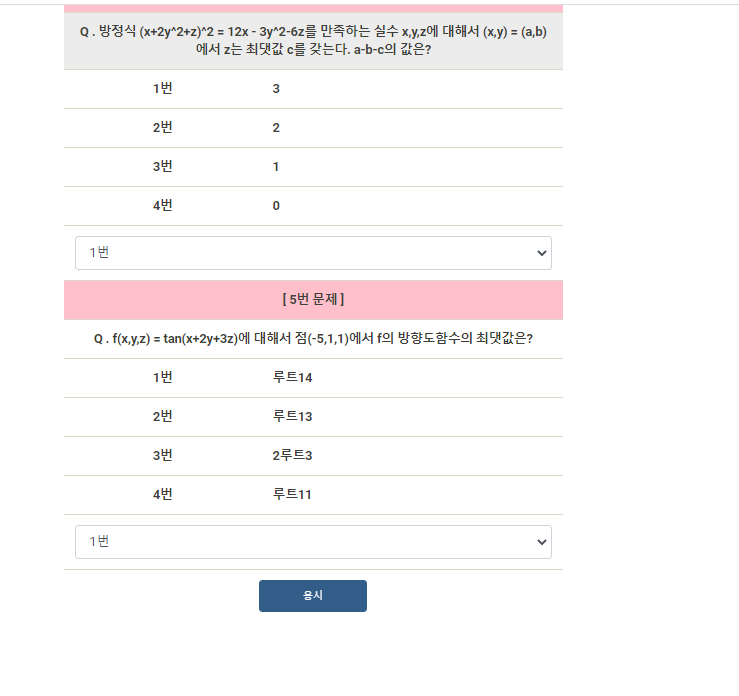 Q . 방정식 (x+2y^2+z)^2 = 12x - 3y^2-6z를 만족하는 실수 x,y,z에 대해서 (x,y) = (a,b)
에서 z는 최댓값 c를 갖는다. a-b-c의 값은?
1번 3
2번 2
3번 1
4번 0
1번
[ 5번 문제 ]
Q . f(x,y,z) = tan(x+2y+3z)에 대해서 점(-5,1,1)에서 f의 방향도함수의 최댓값은?
1번 루트14
2번 루트13
3번 2루트3
4번 루트11
1번
응시